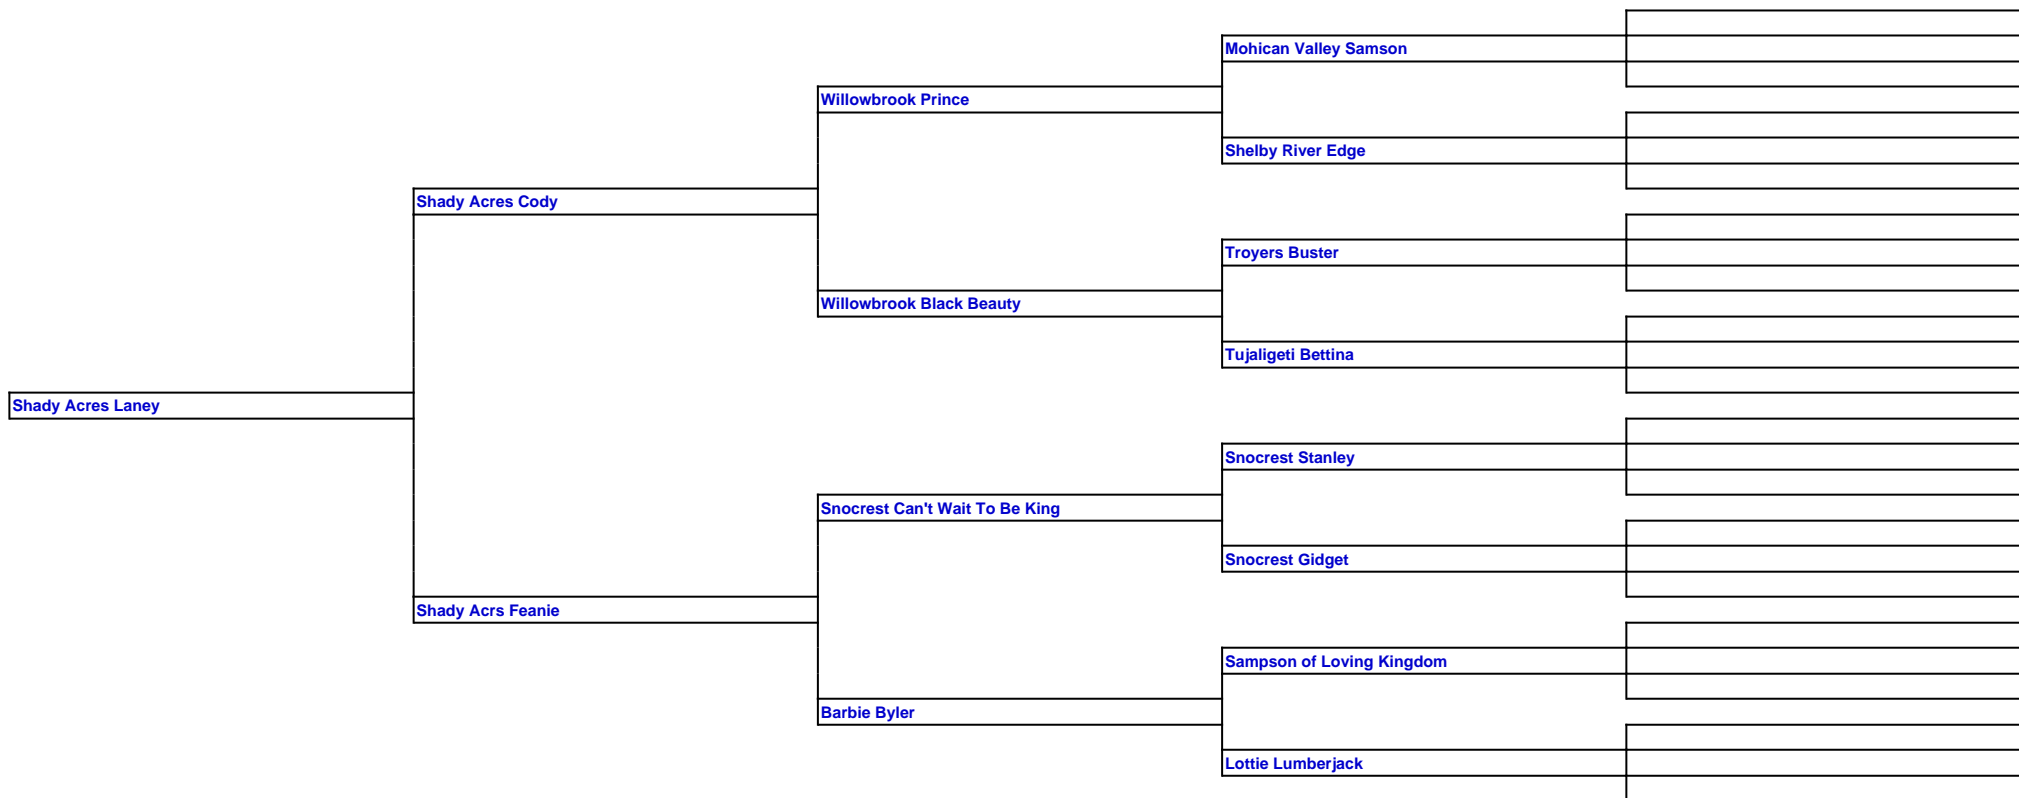 Mohican Valley Samson
Willowbrook Prince
Shelby River Edge
Shady Acres Cody
Troyers Buster
Willowbrook Black Beauty
Tujaligeti Bettina
Shady Acres Laney
Snocrest Stanley
Snocrest Can't Wait To Be King
Snocrest Gidget
Shady Acrs Feanie
Sampson of Loving Kingdom
Barbie Byler
Lottie Lumberjack